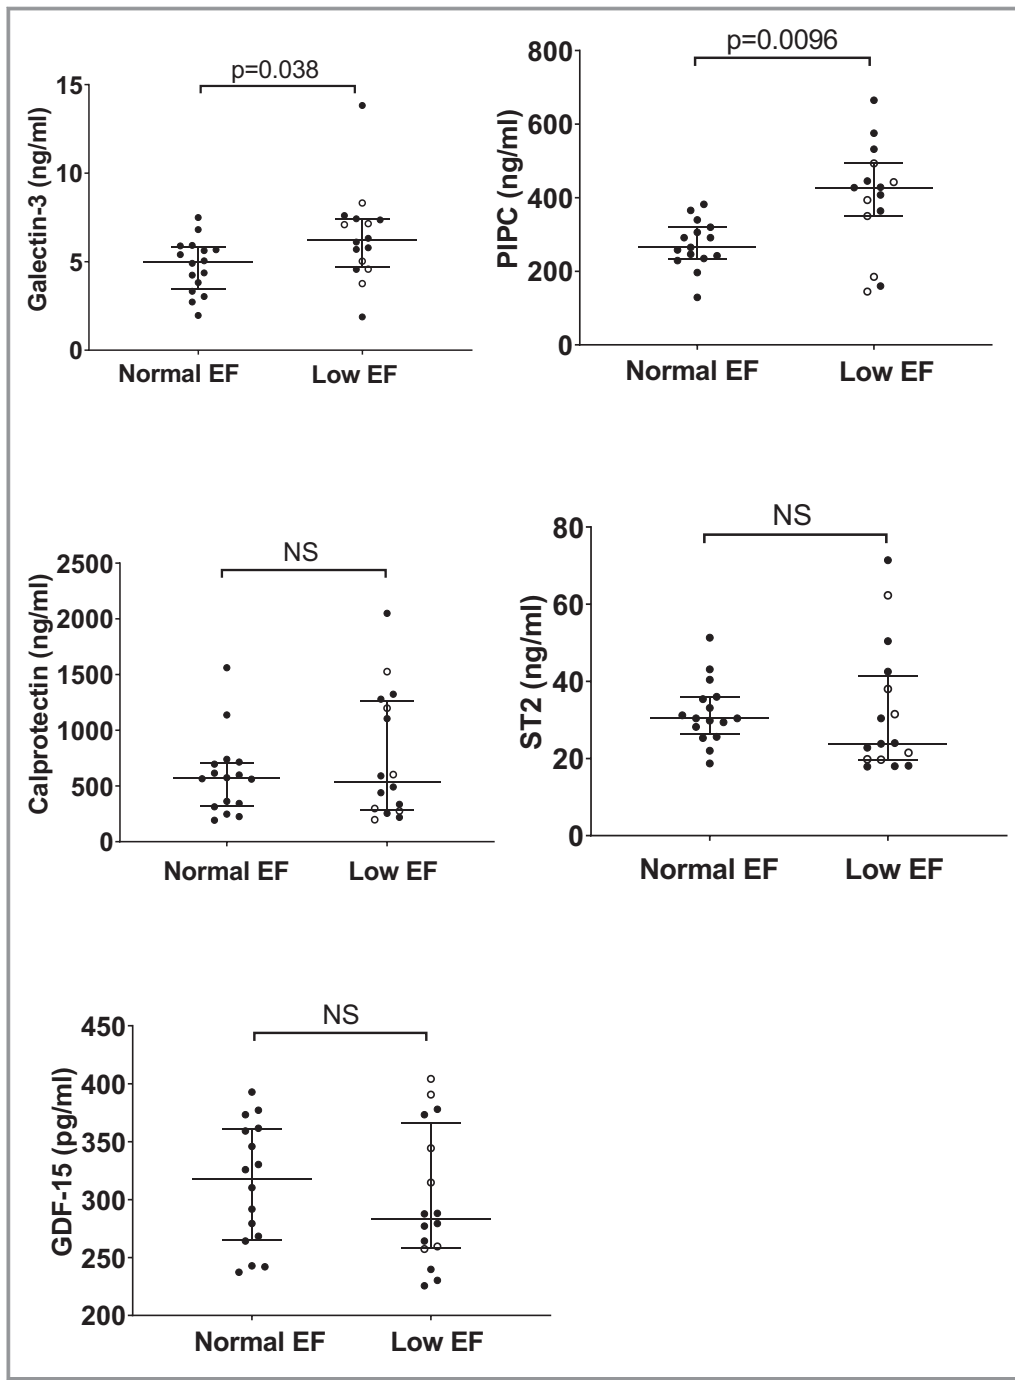 p=0.038
Galectin-3 (ng/ml)
15
10
5
0
Normal EF
Low EF
p=0.0096
PIPC (ng/ml)
800
600
400
200
0
Normal EF
Low EF
NS
Calprotectin (ng/ml)
2500
2000
1500
1000
500
0
Normal EF
Low EF
NS
ST2 (ng/ml)
80
60
40
20
0
Normal EF
Low EF
NS
GDF-15 (pg/ml)
450
400
350
300
250
200
Normal EF
Low EF